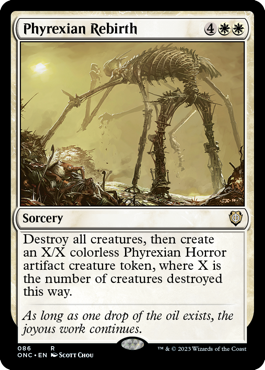 Phyrexian Rebirth 4
Sorcery
Destroy all creatures, then create
an X/X colorless Phyrexian Horror
artifact creature token, where X is
the number of creatures destroyed
this way.
As long as one drop of the oil exists, the
joyous work continues.
086 R
ONC • EN Scott Chou
™ & © 2023 Wizards of the Coast